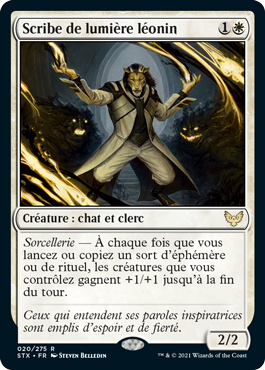 Scribe de lumière léonin 1
Créature : chat et clerc
Sorcellerie — À chaque fois que vous
lancez ou copiez un sort d'éphémère
ou de rituel, les créatures que vous
contrôlez gagnent +1/+1 jusqu'à la fin
du tour.
Ceux qui entendent ses paroles inspiratrices
sont emplis d'espoir et de fierté.
2/2
020/275 R
STX • FR Steven Belledin
™ & © 2021 Wizards of the Coast